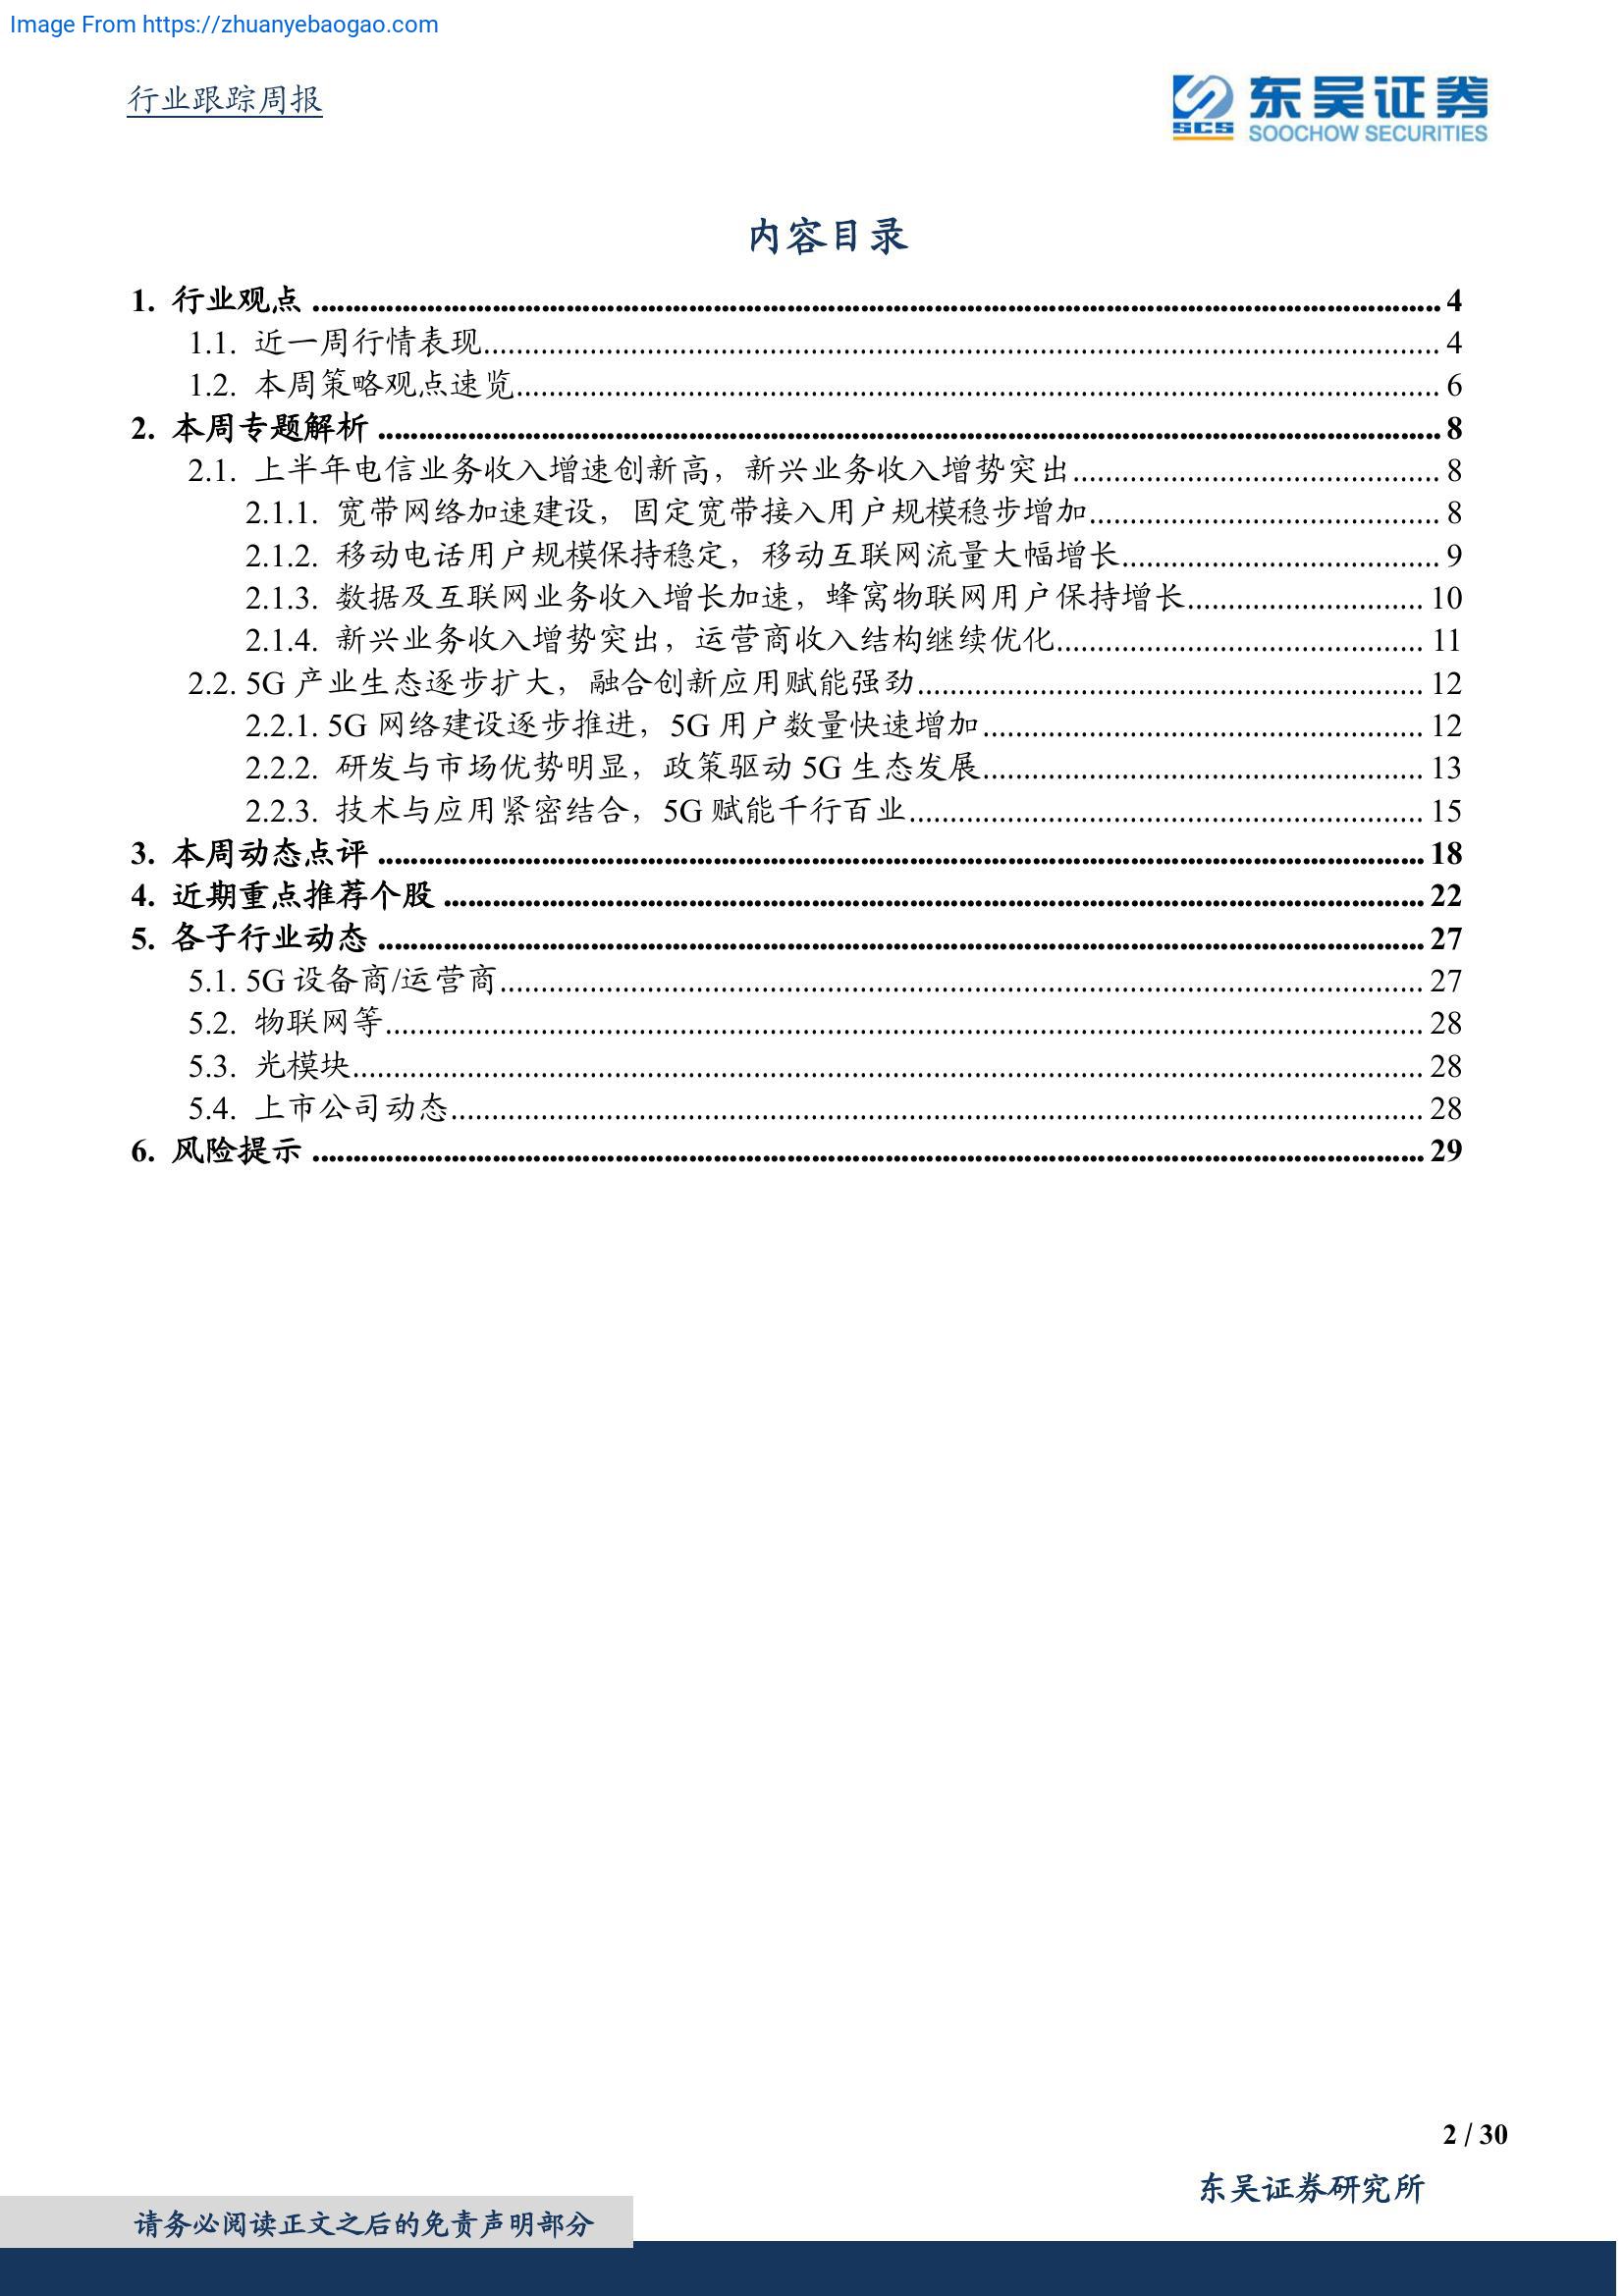 Image From https://zhuanyebaogao.com
行业跟踪周报
SCS 东吴证券
SOOCHOW SECURITIES
内容目录
1. 行业观点 ........ 4
1.1. 近一周行情表现 ........ 4
1.2. 本周策略观点速览 ........ 6
2. 本周专题解析 ........ 8
2.1. 上半年电信业务收入增速创新高，新兴业务收入增势突出 ........ 8
2.1.1. 宽带网络加速建设，固定宽带接入用户规模稳步增加 ........ 8
2.1.2. 移动电话用户规模保持稳定，移动互联网流量大幅增长 ........ 9
2.1.3. 数据及互联网业务收入增长加速，蜂窝物联网用户保持增长 ........ 10
2.1.4. 新兴业务收入增势突出，运营商收入结构继续优化 ........ 11
2.2. 5G 产业生态逐步扩大，融合创新应用赋能强劲 ........ 12
2.2.1. 5G 网络建设逐步推进，5G 用户数量快速增加 ........ 12
2.2.2. 研发与市场优势明显，政策驱动 5G 生态发展 ........ 13
2.2.3. 技术与应用紧密结合，5G 赋能千行百业 ........ 15
3. 本周动态点评 ........ 18
4. 近期重点推荐个股 ........ 22
5. 各子行业动态 ........ 27
5.1. 5G 设备商/运营商 ........ 27
5.2. 物联网等 ........ 28
5.3. 光模块 ........ 28
5.4. 上市公司动态 ........ 28
6. 风险提示 ........ 29
2 / 30
东吴证券研究所
请务必阅读正文之后的免责声明部分